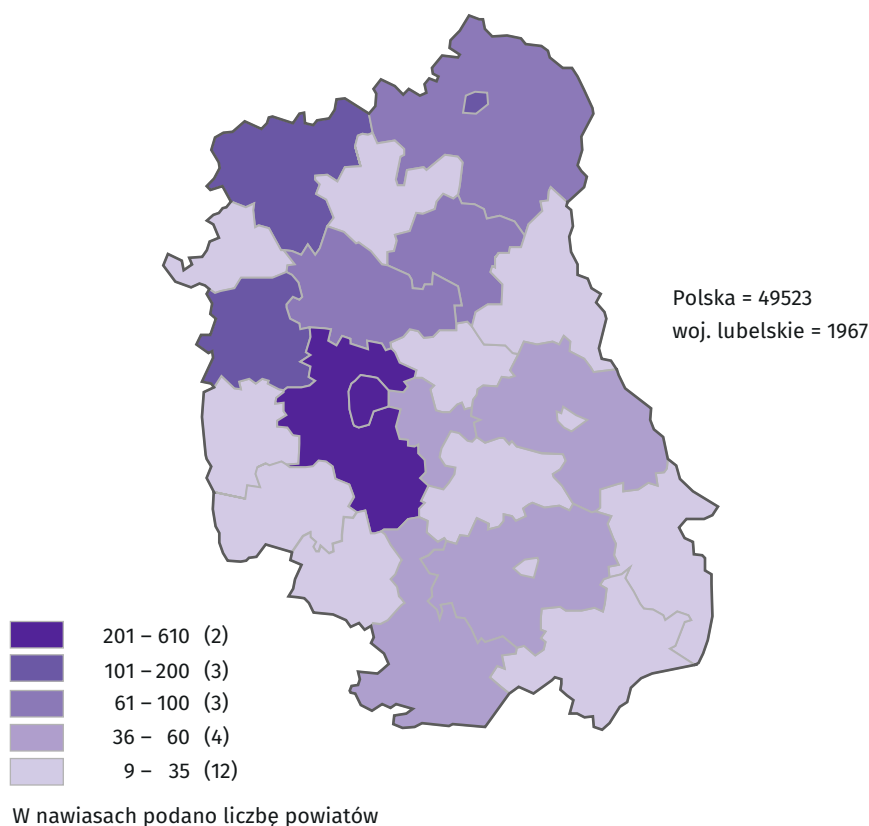 Polska = 49523
woj. lubelskie = 1967
201 – 610 (2)
101 – 200 (3)
61 – 100 (3)
36 – 60 (4)
9 – 35 (12)
W nawiasach podano liczbę powiatów